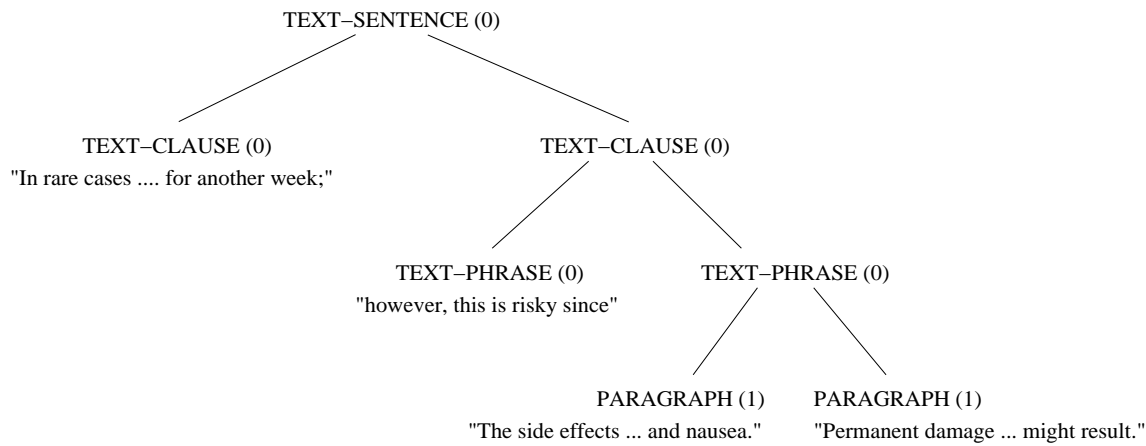 TEXT−SENTENCE (0)
TEXT−CLAUSE (0) TEXT−CLAUSE (0)
"In rare cases .... for another week;"
TEXT−PHRASE (0) TEXT−PHRASE (0)
"however, this is risky since"
PARAGRAPH (1) PARAGRAPH (1)
"The side effects ... and nausea." "Permanent damage ... might result."